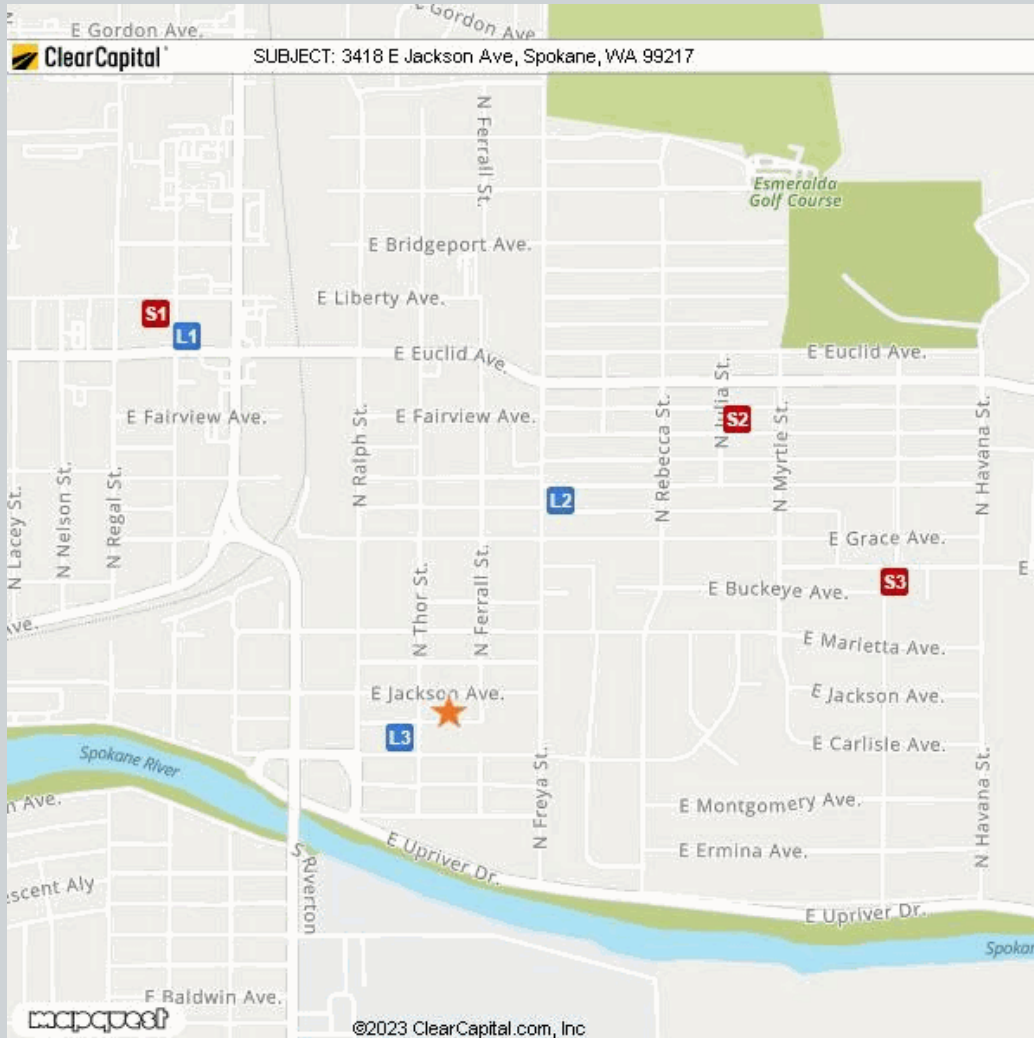 E Gordon Ave.
E Gordon Ave
ClearCapital
SUBJECT: 3418 E Jackson Ave, Spokane, WA 99217
N Ferrall St.
Esmeralda
Golf Course
E Bridgeport Ave.
E Liberty Ave.
S1
L1
E Euclid Ave.
E Euclid Ave.
E Fairview Ave.
E Fairview Ave.
N Ralph St.
N Julia St.
S2
N Rebecca St.
N Myrtle St.
N Havana St.
N Lacey St.
N Nelson St.
N Regal St.
L2
E Grace Ave.
E
S3
E Buckeye Ave.
N Thor St.
N Ferrall St.
Ave.
E Marietta Ave.
E Jackson Ave.
E Jackson Ave.
L3
E Carlisle Ave.
Spokane River
n Ave.
N Freya St.
N Havana St.
E Montgomery Ave.
E Ermina Ave.
E Upriver Dr.
S Riverton
escent Aly
E Upriver Dr.
Spokan
E Baldwin Ave.
mapquest
©2023 ClearCapital.com, Inc